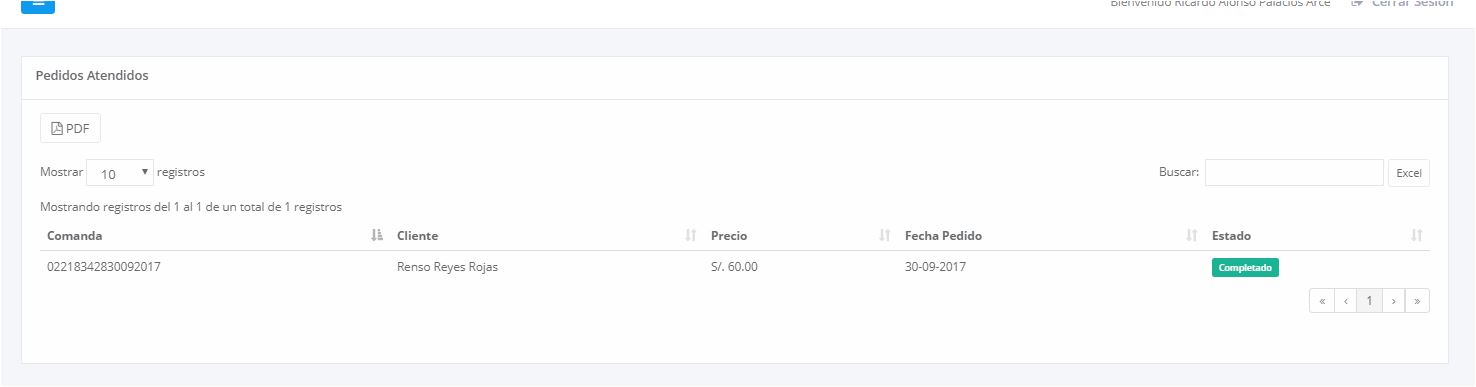 Bienvenido Ricardo Alonso Palacios Arce Cerrar Sesión
Pedidos Atendidos
PDF
Mostrar 10 registros Buscar: Excel
Mostrando registros del 1 al 1 de un total de 1 registros
Comanda Cliente Precio Fecha Pedido Estado
02218342830092017 Renso Reyes Rojas S/. 60.00 30-09-2017 Completado
« ‹ 1 › »